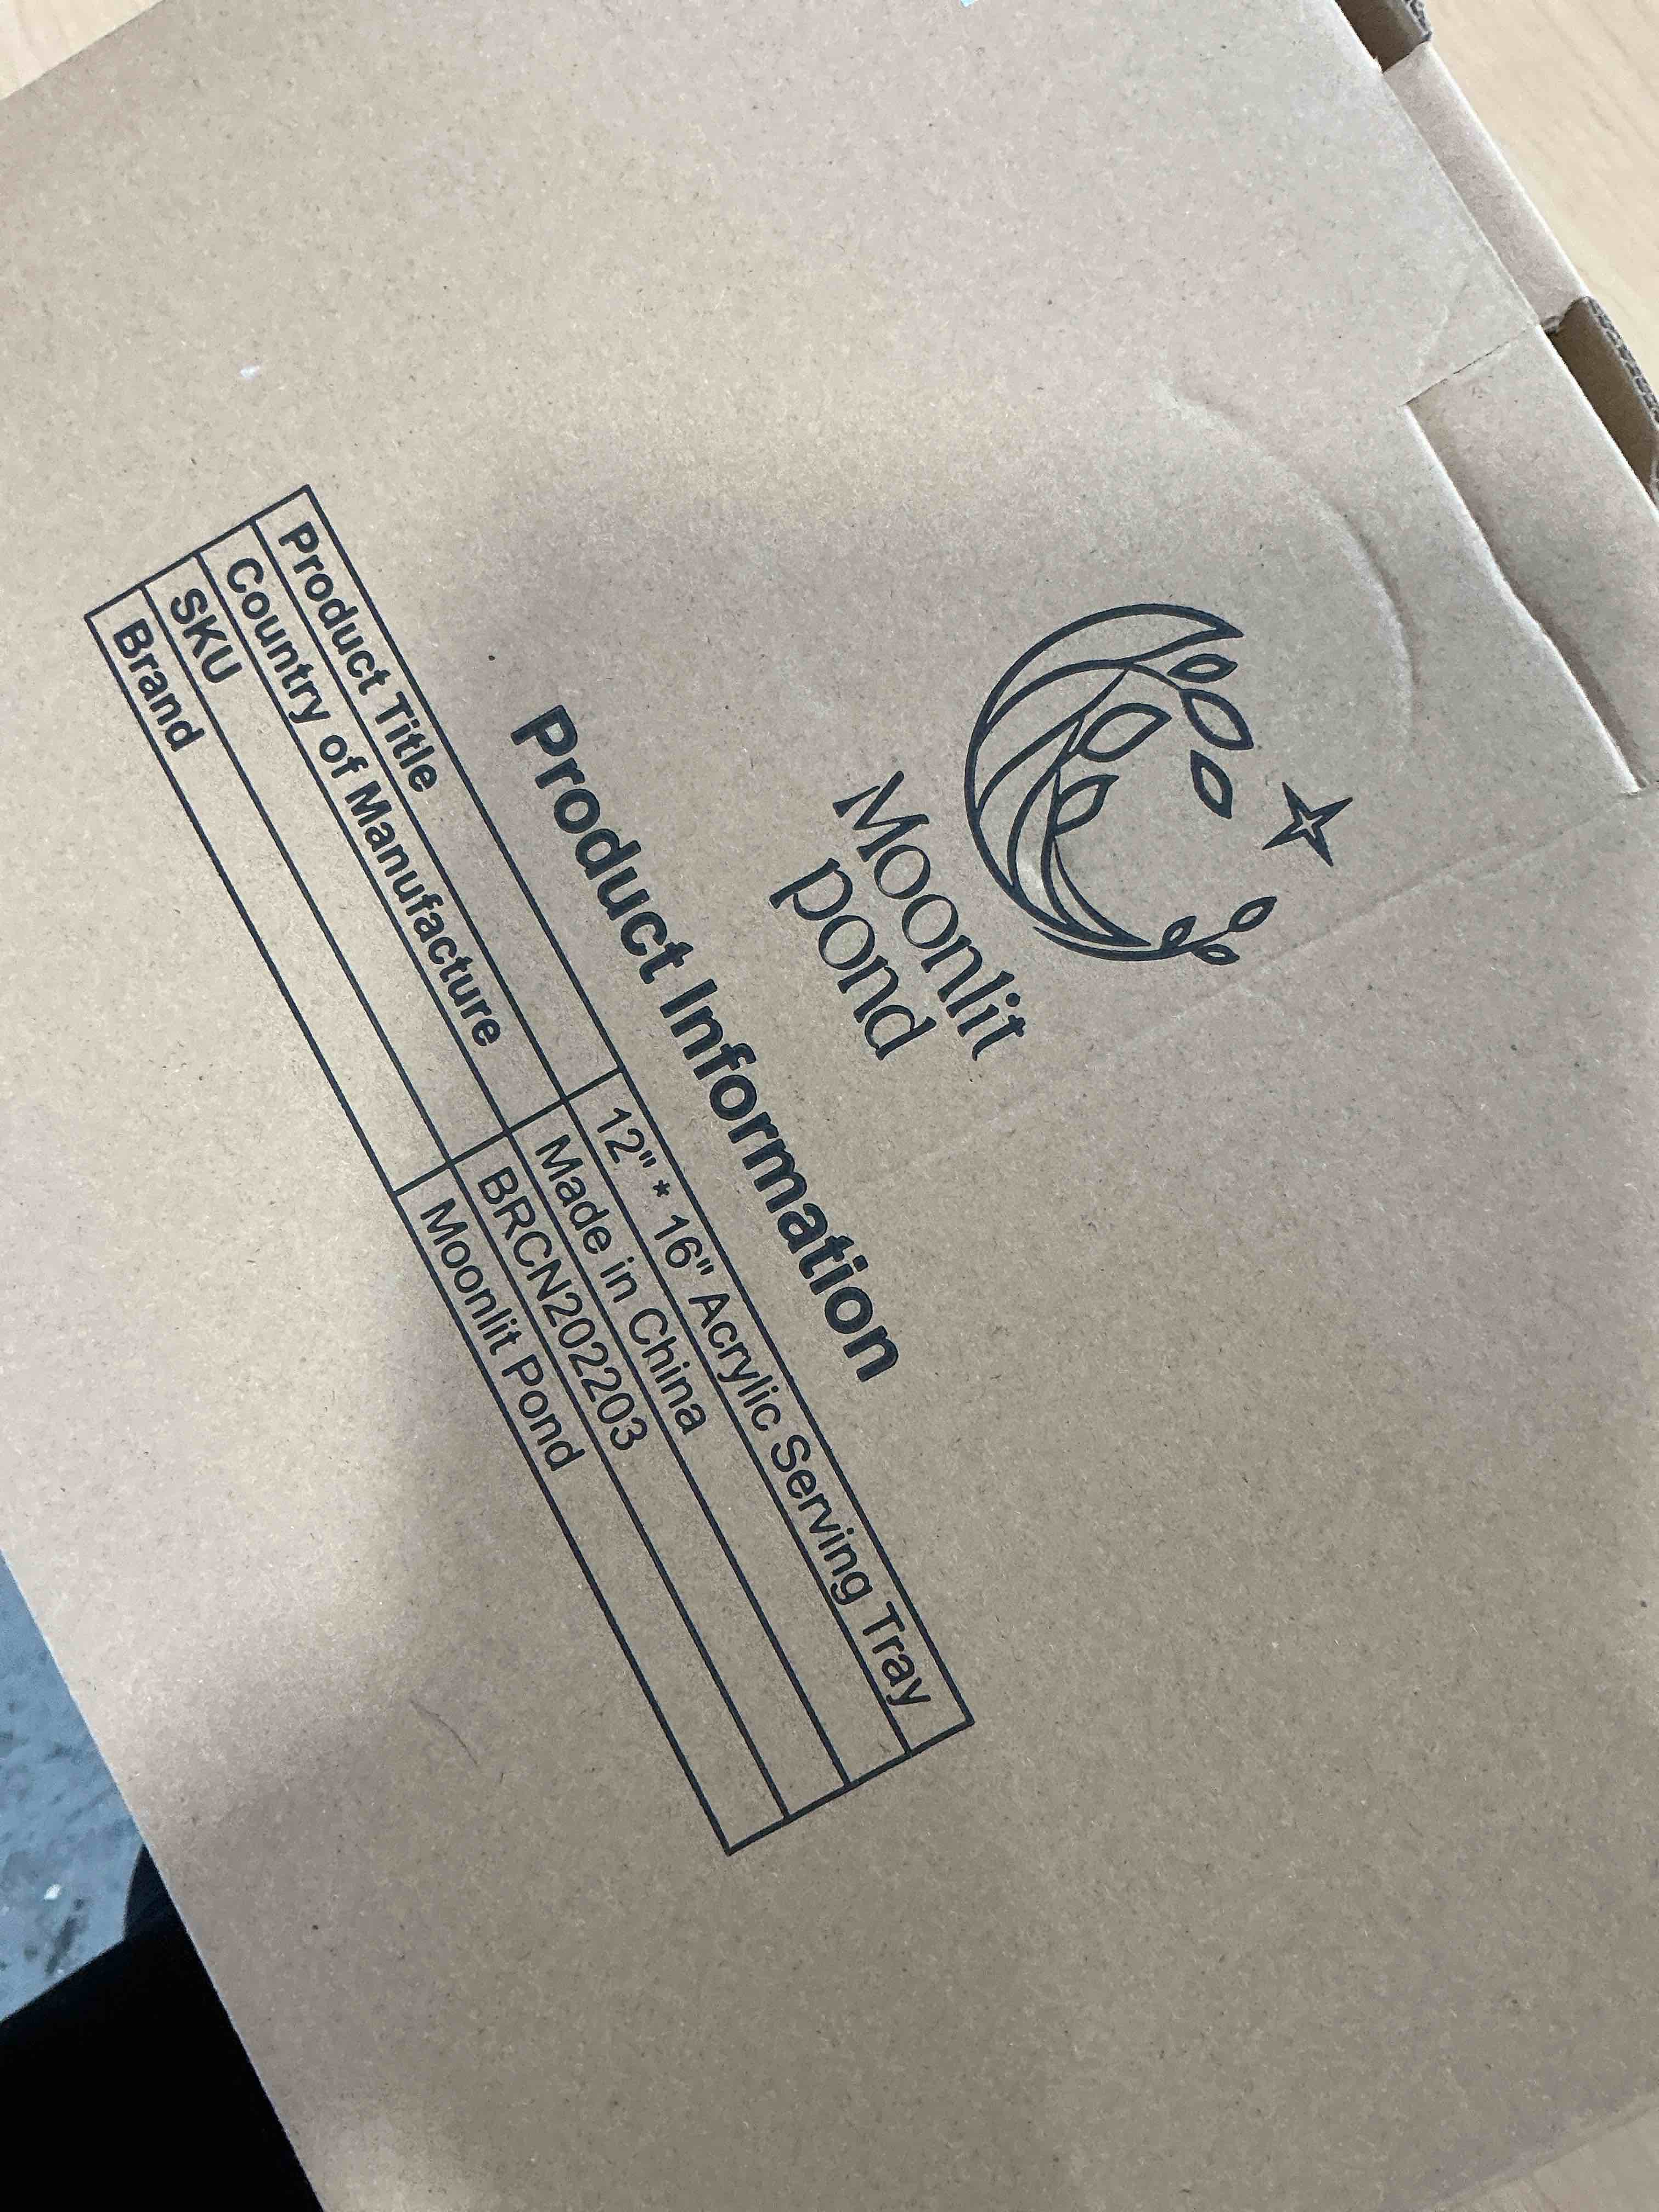 Moonlit
pond
Product Information
Product Title 12" * 16" Acrylic Serving Tray
Country of Manufacture Made in China
SKU BRCN202203
Brand Moonlit Pond